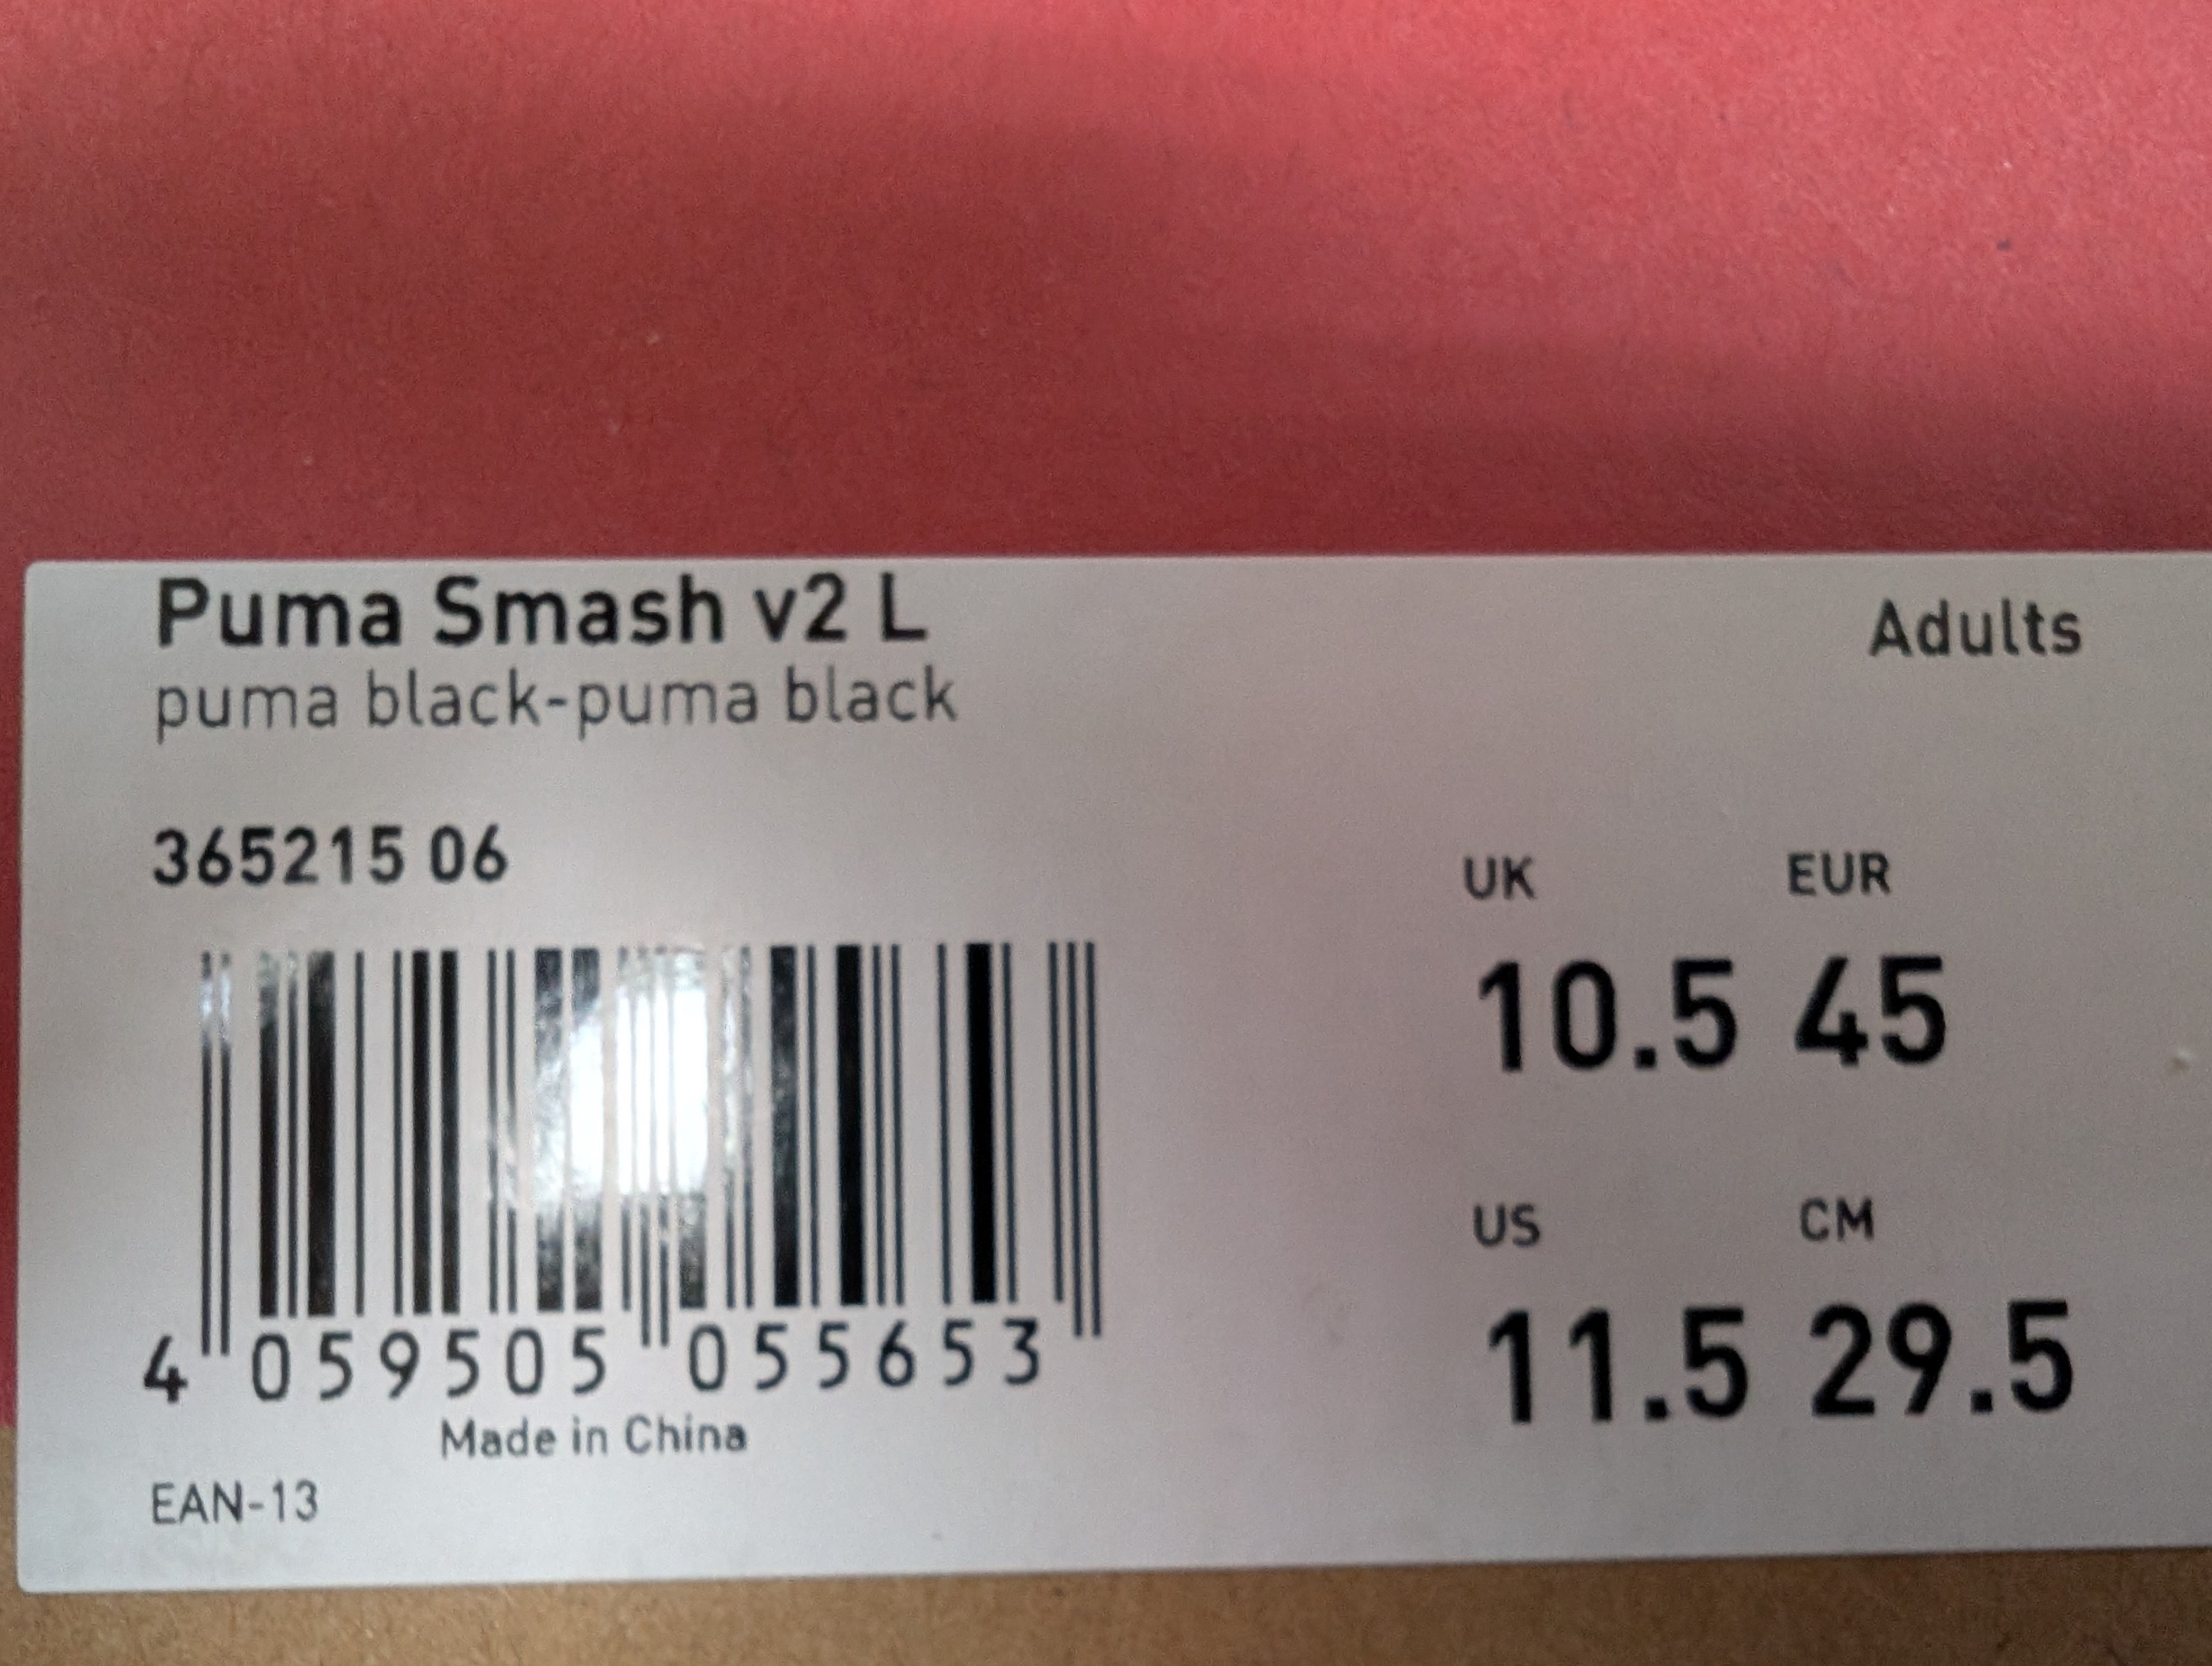 Puma Smash v2 L
Adults
puma black-puma black
365215 06
UK EUR
10.5 45
US CM
11.5 29.5
4 059505 055653
Made in China
EAN-13